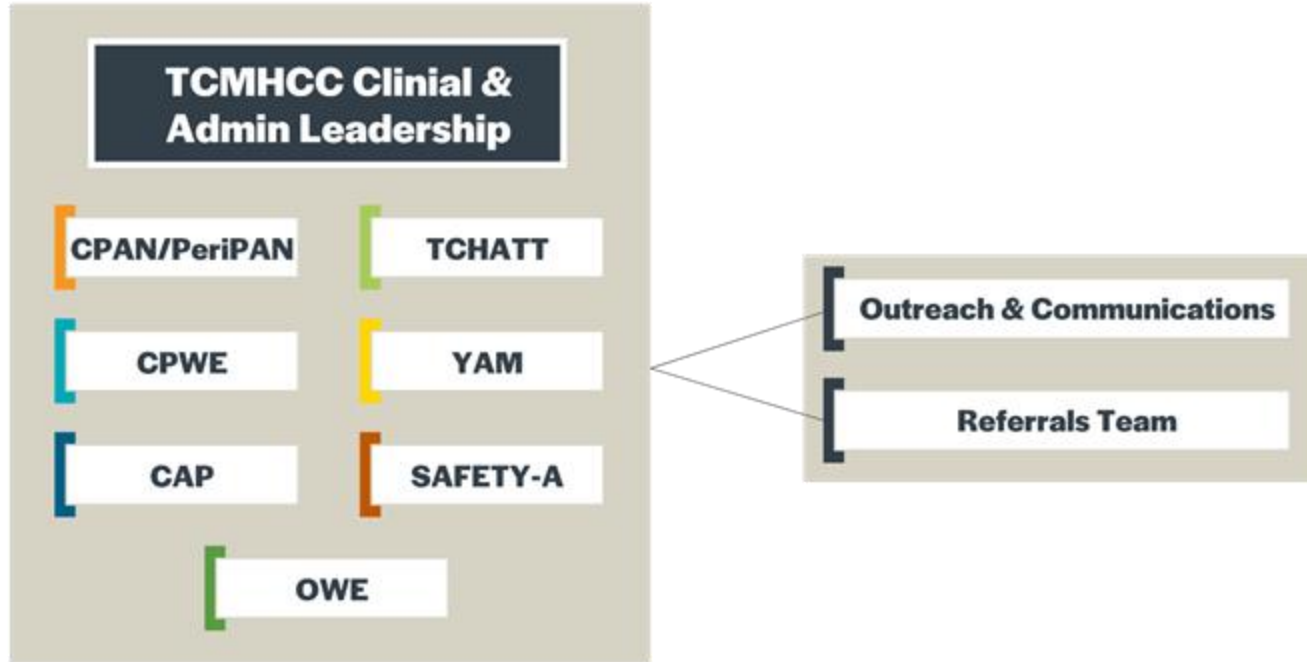 TCMHCC Clinial &
Admin Leadership
CPAN/PeriPAN
TCHATT
CPWE
YAM
CAP
SAFETY-A
OWE
Outreach & Communications
Referrals Team